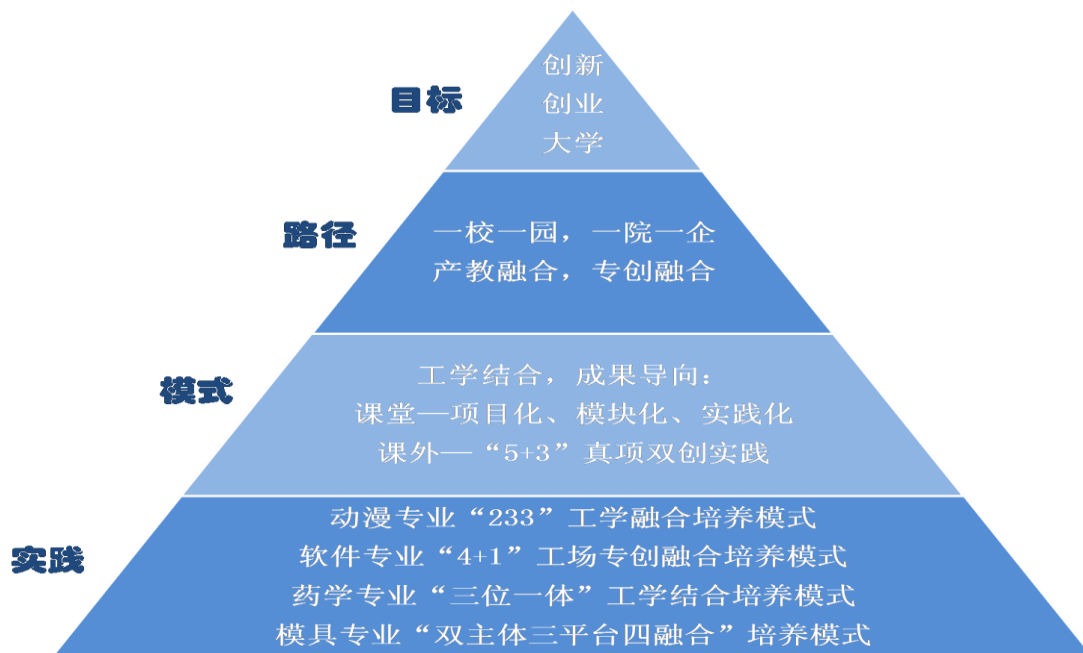 目标
创新
创业
大学
路径
一校一园，一院一企
产教融合，专创融合
模式
工学结合，成果导向：
课堂—项目化、模块化、实践化
课外—“5+3”真项双创实践
实践
动漫专业“233”工学融合培养模式
软件专业“4+1”工场专创融合培养模式
药学专业“三位一体”工学结合培养模式
模具专业“双主体三平台四融合”培养模式